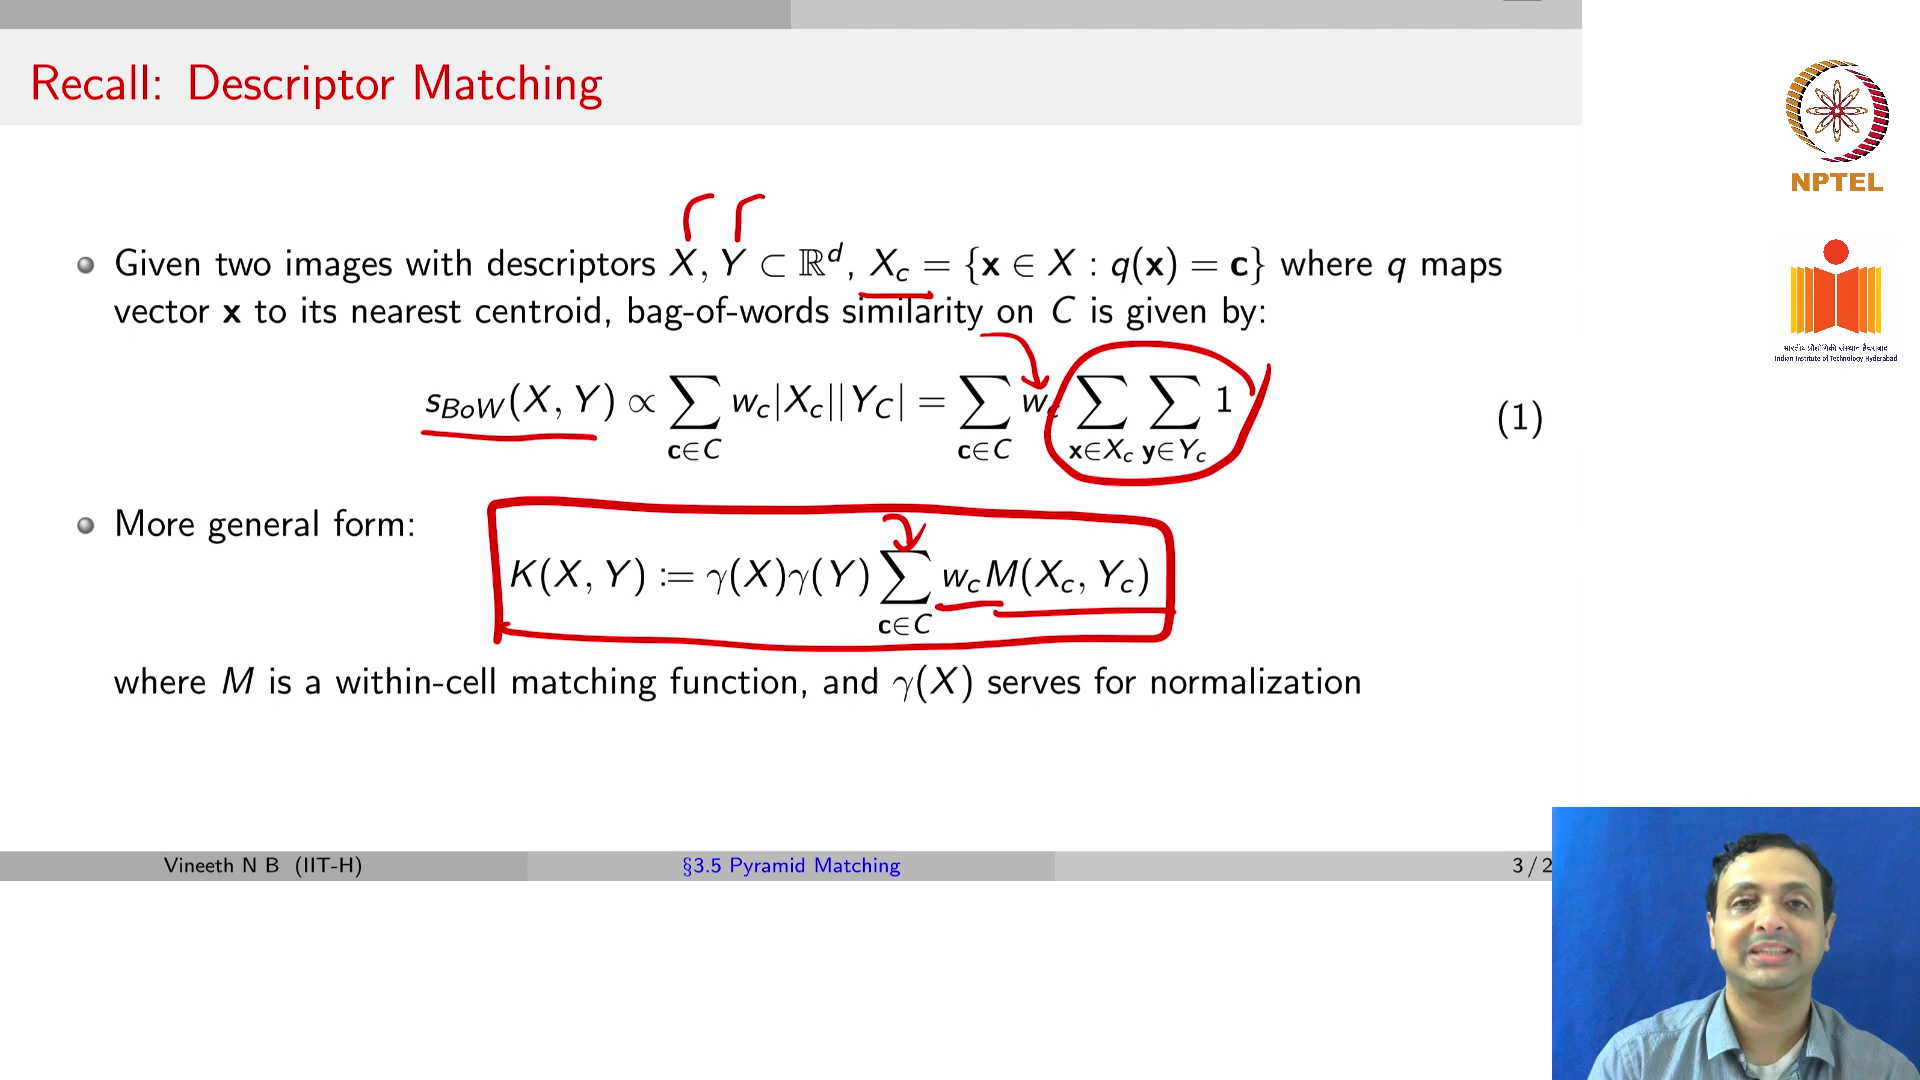 Recall: Descriptor Matching
NPTEL
भारतीय प्रौद्योगिकी संस्थान हैदराबाद
Indian Institute of Technology Hyderabad
Given two images with descriptors X, Y ⊂ ℝ^d, X_c = {x ∈ X : q(x) = c} where q maps
vector x to its nearest centroid, bag-of-words similarity on C is given by:
s_BoW(X, Y) ∝ ∑_{c∈C} w_c|X_c||Y_C| = ∑_{c∈C} w_c ∑_{x∈X_c} ∑_{y∈Y_c} 1 (1)
More general form:
K(X, Y) := γ(X)γ(Y) ∑_{c∈C} w_c M(X_c, Y_c)
where M is a within-cell matching function, and γ(X) serves for normalization
Vineeth N B (IIT-H) §3.5 Pyramid Matching 3 / 2